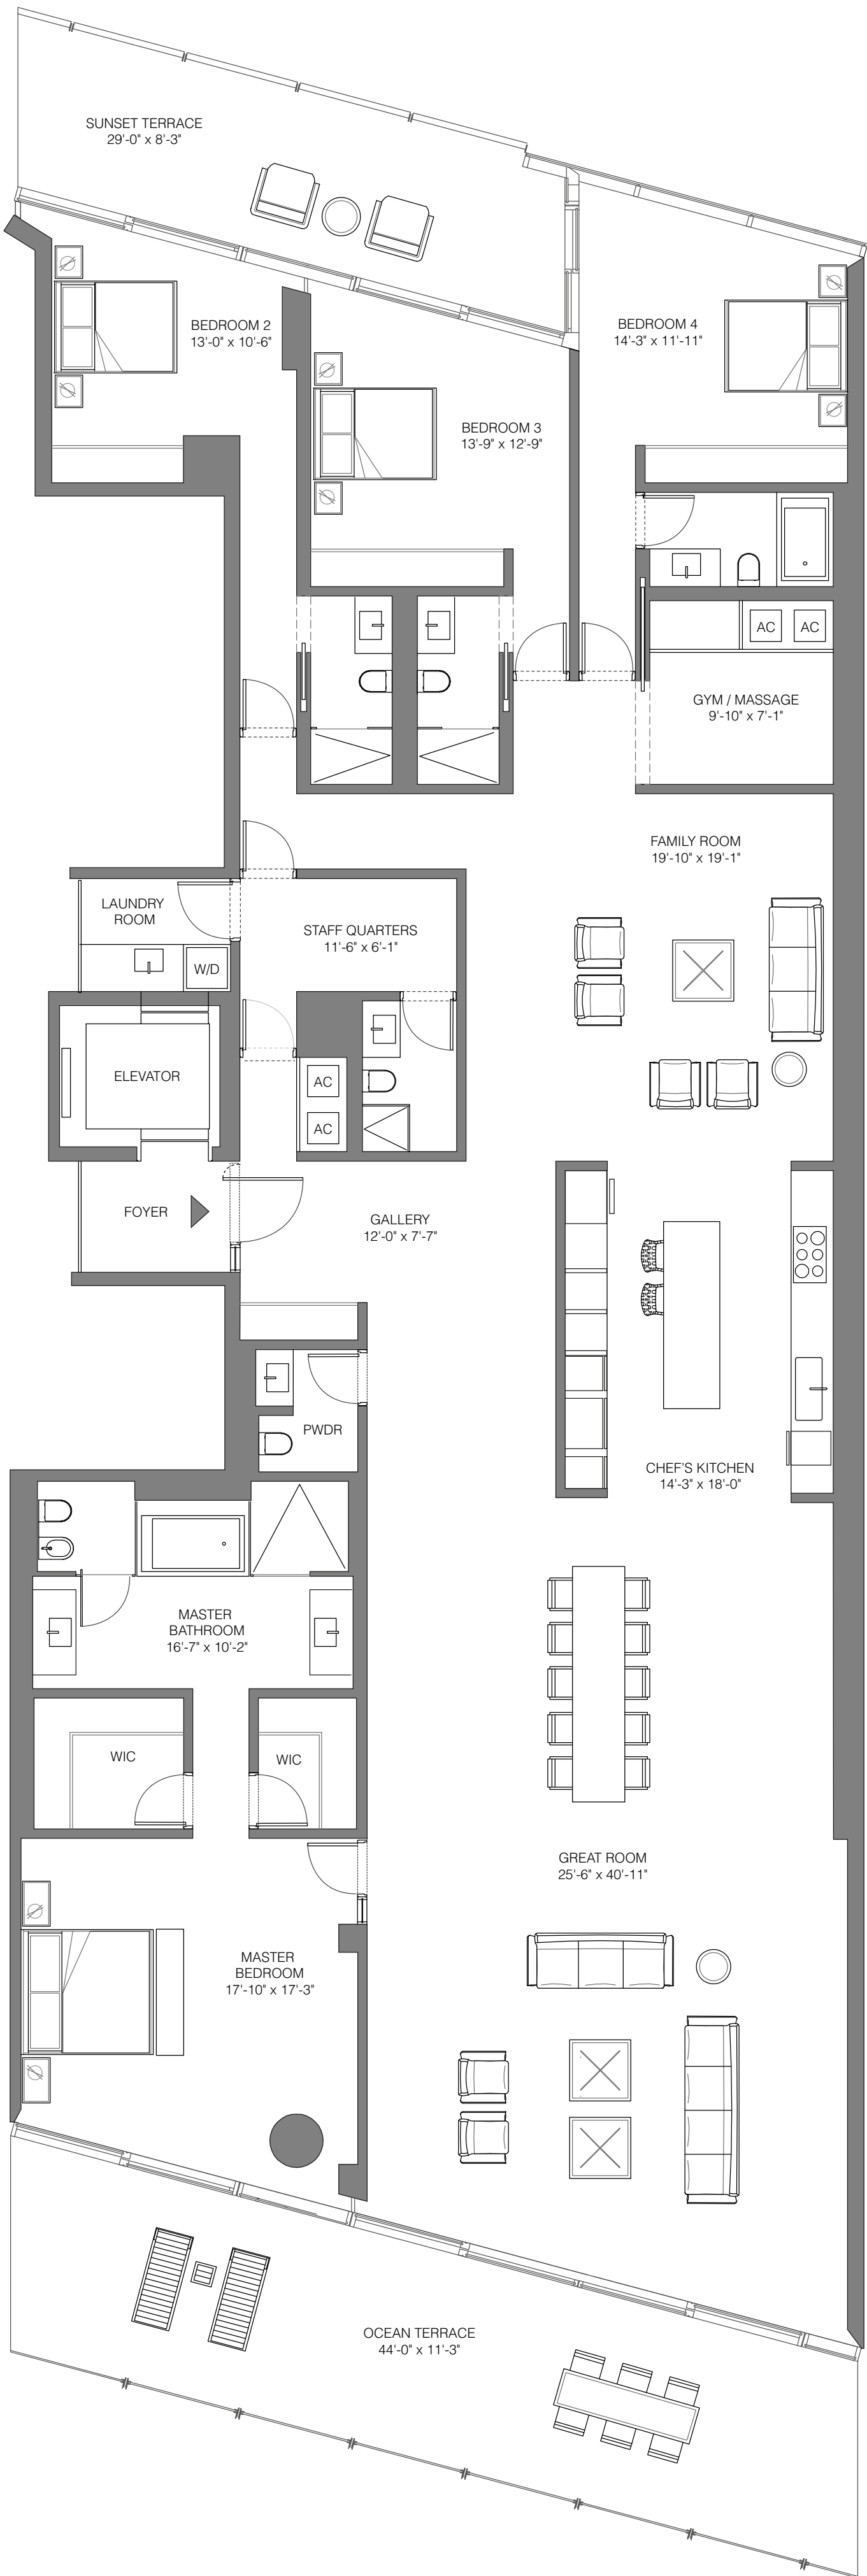 SUNSET TERRACE
29'-0" x 8'-3"
BEDROOM 2
13'-0" x 10'-6"
BEDROOM 4
14'-3" x 11'-11"
BEDROOM 3
13'-9" x 12'-9"
AC
AC
GYM / MASSAGE
9'-10" x 7'-1"
FAMILY ROOM
19'-10" x 19'-1"
LAUNDRY
ROOM
W/D
STAFF QUARTERS
11'-6" x 6'-1"
ELEVATOR
AC
AC
FOYER
GALLERY
12'-0" x 7'-7"
PWDR
CHEF'S KITCHEN
14'-3" x 18'-0"
MASTER
BATHROOM
16'-7" x 10'-2"
WIC
WIC
GREAT ROOM
25'-6" x 40'-11"
MASTER
BEDROOM
17'-10" x 17'-3"
OCEAN TERRACE
44'-0" x 11'-3"